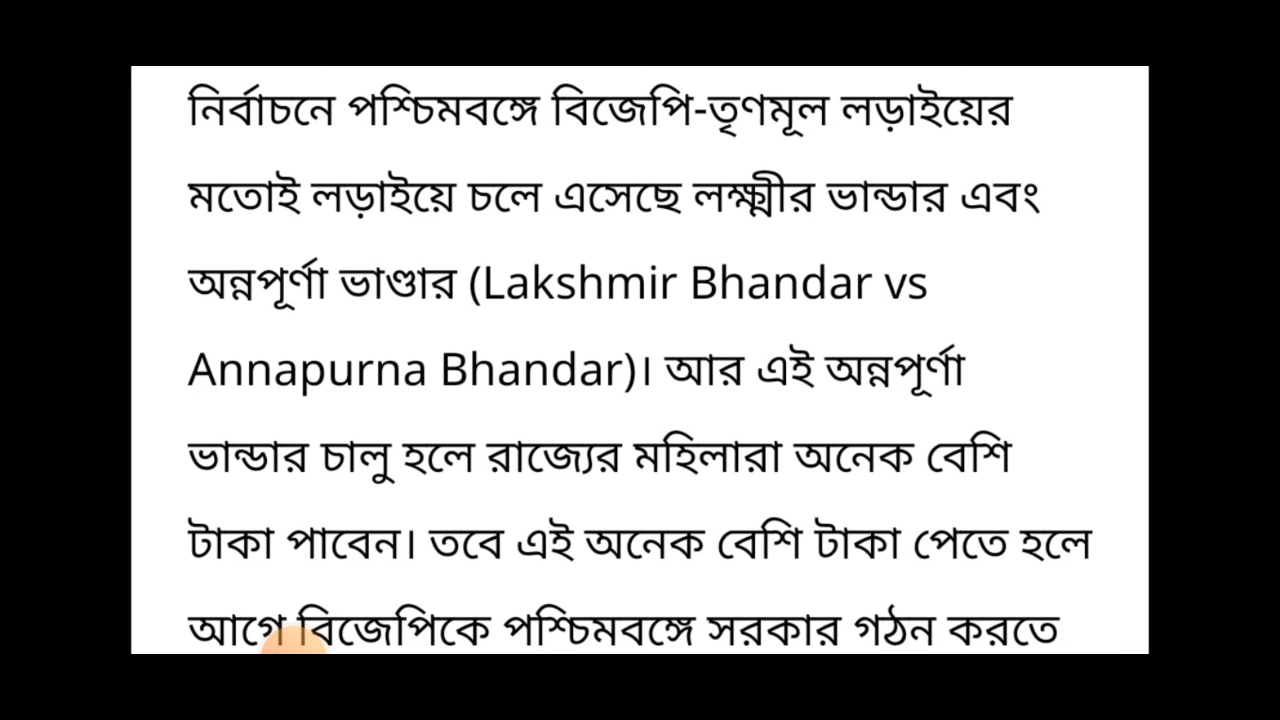 নির্বাচনে পশ্চিমবঙ্গে বিজেপি-তৃণমূল লড়াইয়ের
মতোই লড়াইয়ে চলে এসেছে লক্ষ্মীর ভান্ডার এবং
অন্নপূর্ণা ভাণ্ডার (Lakshmir Bhandar vs
Annapurna Bhandar)। আর এই অন্নপূর্ণা
ভান্ডার চালু হলে রাজ্যের মহিলারা অনেক বেশি
টাকা পাবেন। তবে এই অনেক বেশি টাকা পেতে হলে
আগে বিজেপিকে পশ্চিমবঙ্গে সরকার গঠন করতে